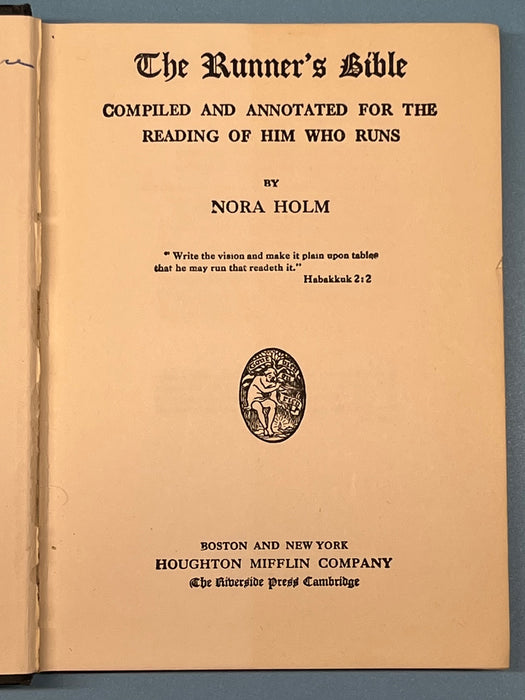 The Runner's Bible
COMPILED AND ANNOTATED FOR THE
READING OF HIM WHO RUNS
BY
NORA HOLM
"Write the vision and make it plain upon tables
that he may run that readeth it."
Habakkuk 2:2
BOSTON AND NEW YORK
HOUGHTON MIFFLIN COMPANY
The Riverside Press Cambridge